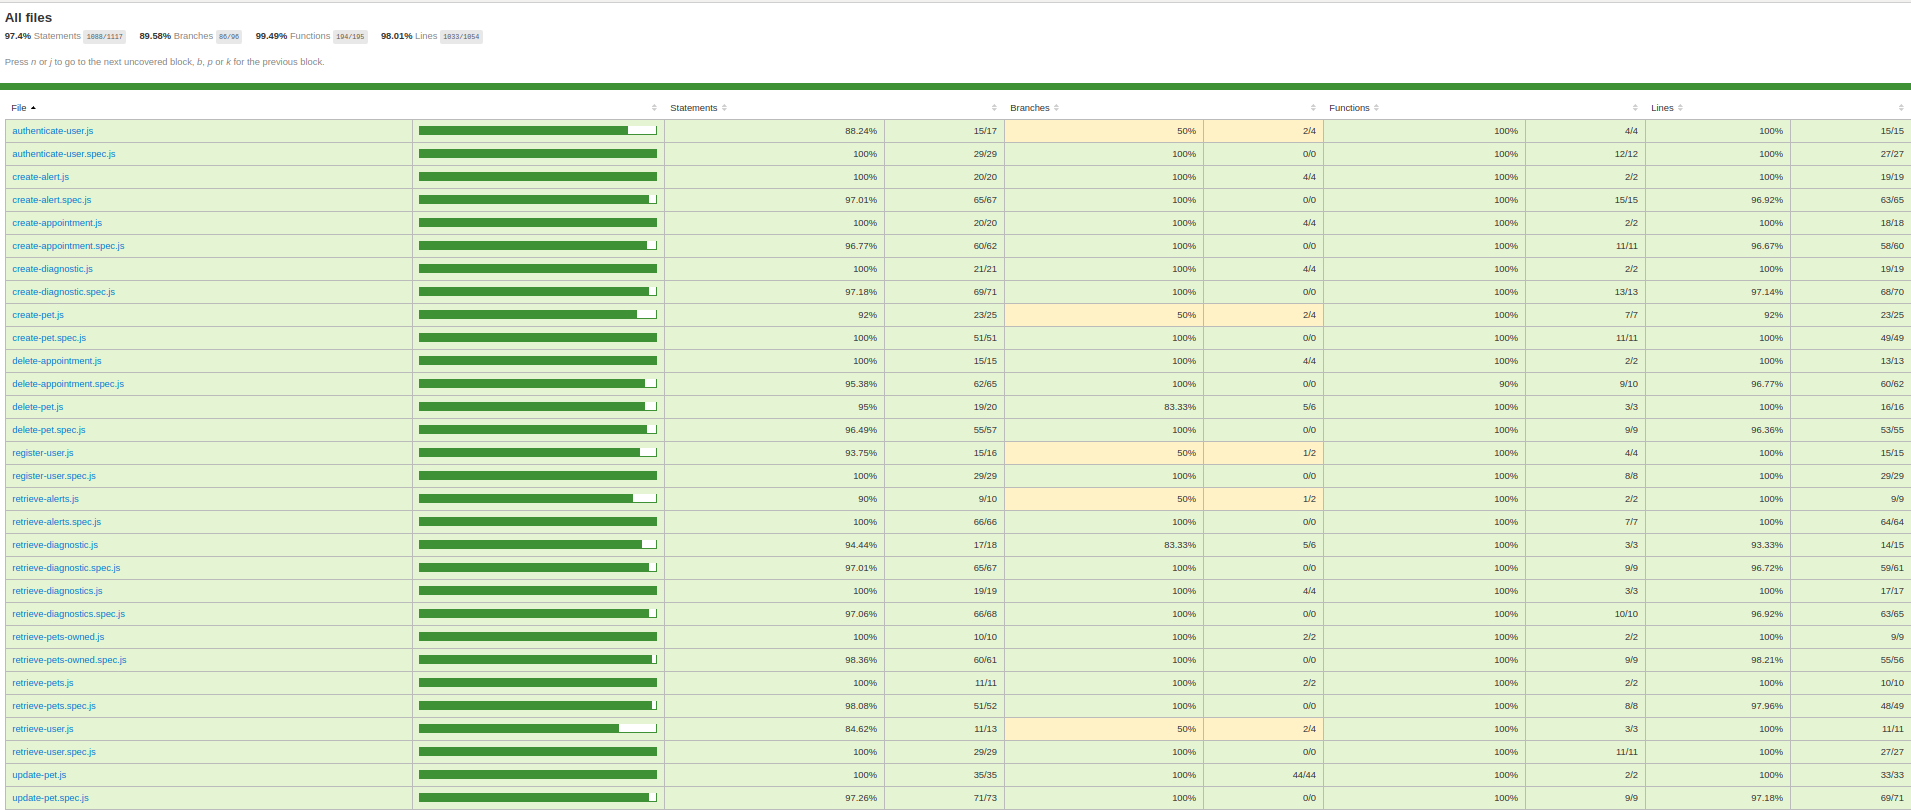 All files
97.4% Statements 1088/1117 89.58% Branches 86/96 99.49% Functions 194/195 98.01% Lines 1033/1054
Press n or j to go to the next uncovered block, b, p or k for the previous block.
File Statements Branches Functions Lines
authenticate-user.js 88.24% 15/17 50% 2/4 100% 4/4 100% 15/15
authenticate-user.spec.js 100% 29/29 100% 0/0 100% 12/12 100% 27/27
create-alert.js 100% 20/20 100% 4/4 100% 2/2 100% 19/19
create-alert.spec.js 97.01% 65/67 100% 0/0 100% 15/15 96.92% 63/65
create-appointment.js 100% 20/20 100% 4/4 100% 2/2 100% 18/18
create-appointment.spec.js 96.77% 60/62 100% 0/0 100% 11/11 96.67% 58/60
create-diagnostic.js 100% 21/21 100% 4/4 100% 2/2 100% 19/19
create-diagnostic.spec.js 97.18% 69/71 100% 0/0 100% 13/13 97.14% 68/70
create-pet.js 92% 23/25 50% 2/4 100% 7/7 92% 23/25
create-pet.spec.js 100% 51/51 100% 0/0 100% 11/11 100% 49/49
delete-appointment.js 100% 15/15 100% 4/4 100% 2/2 100% 13/13
delete-appointment.spec.js 95.38% 62/65 100% 0/0 90% 9/10 96.77% 60/62
delete-pet.js 95% 19/20 83.33% 5/6 100% 3/3 100% 16/16
delete-pet.spec.js 96.49% 55/57 100% 0/0 100% 9/9 96.36% 53/55
register-user.js 93.75% 15/16 50% 1/2 100% 4/4 100% 15/15
register-user.spec.js 100% 29/29 100% 0/0 100% 8/8 100% 29/29
retrieve-alerts.js 90% 9/10 50% 1/2 100% 2/2 100% 9/9
retrieve-alerts.spec.js 100% 66/66 100% 0/0 100% 7/7 100% 64/64
retrieve-diagnostic.js 94.44% 17/18 83.33% 5/6 100% 3/3 93.33% 14/15
retrieve-diagnostic.spec.js 97.01% 65/67 100% 0/0 100% 9/9 96.72% 59/61
retrieve-diagnostics.js 100% 19/19 100% 4/4 100% 3/3 100% 17/17
retrieve-diagnostics.spec.js 97.06% 66/68 100% 0/0 100% 10/10 96.92% 63/65
retrieve-pets-owned.js 100% 10/10 100% 2/2 100% 2/2 100% 9/9
retrieve-pets-owned.spec.js 98.36% 60/61 100% 0/0 100% 9/9 98.21% 55/56
retrieve-pets.js 100% 11/11 100% 2/2 100% 2/2 100% 10/10
retrieve-pets.spec.js 98.08% 51/52 100% 0/0 100% 8/8 97.96% 48/49
retrieve-user.js 84.62% 11/13 50% 2/4 100% 3/3 100% 11/11
retrieve-user.spec.js 100% 29/29 100% 0/0 100% 11/11 100% 27/27
update-pet.js 100% 35/35 100% 44/44 100% 2/2 100% 33/33
update-pet.spec.js 97.26% 71/73 100% 0/0 100% 9/9 97.18% 69/71